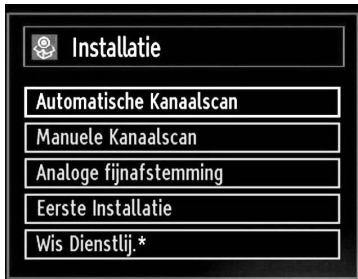 Installatie
Automatische Kanaalscan
Manuele Kanaalscan
Analoge fijnafstemming
Eerste Installatie
Wis Dienstlij.*